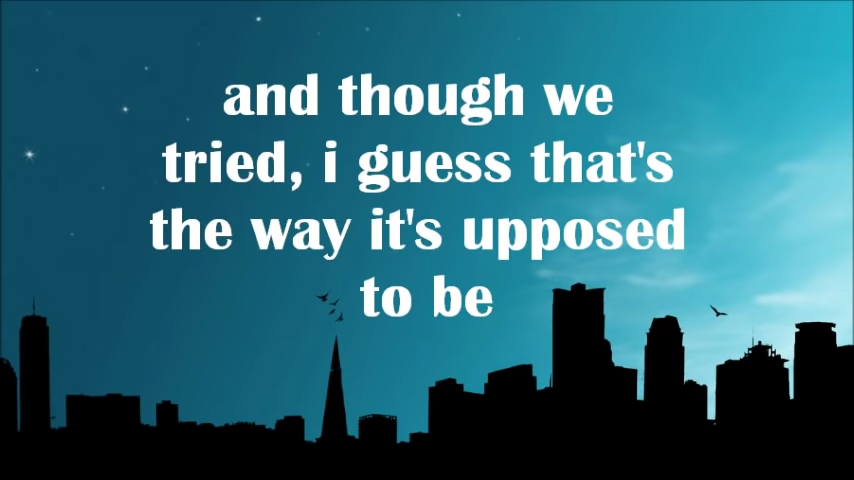 and though we
tried, i guess that's
the way it's upposed
to be